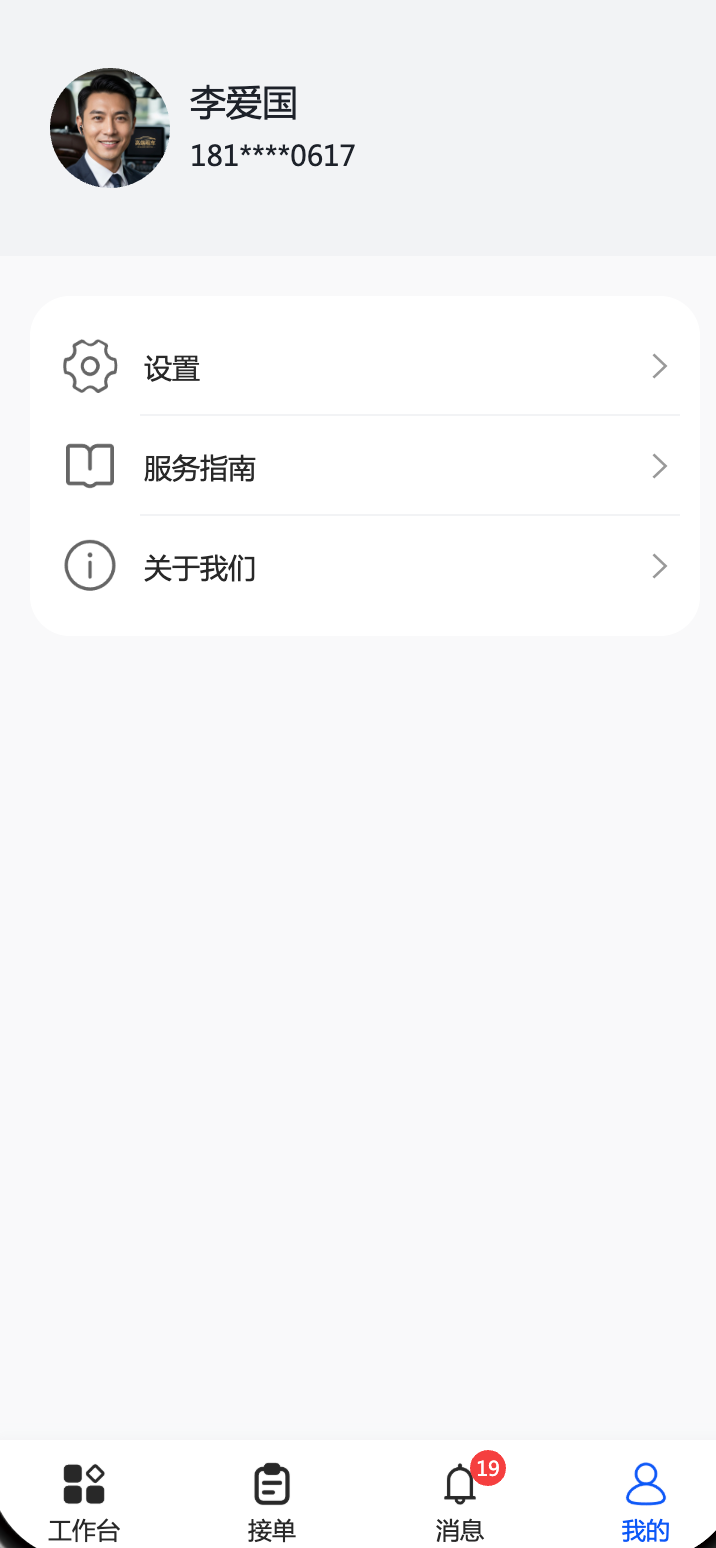 李爱国
181****0617
设置
服务指南
关于我们
19
工作台
接单
消息
我的